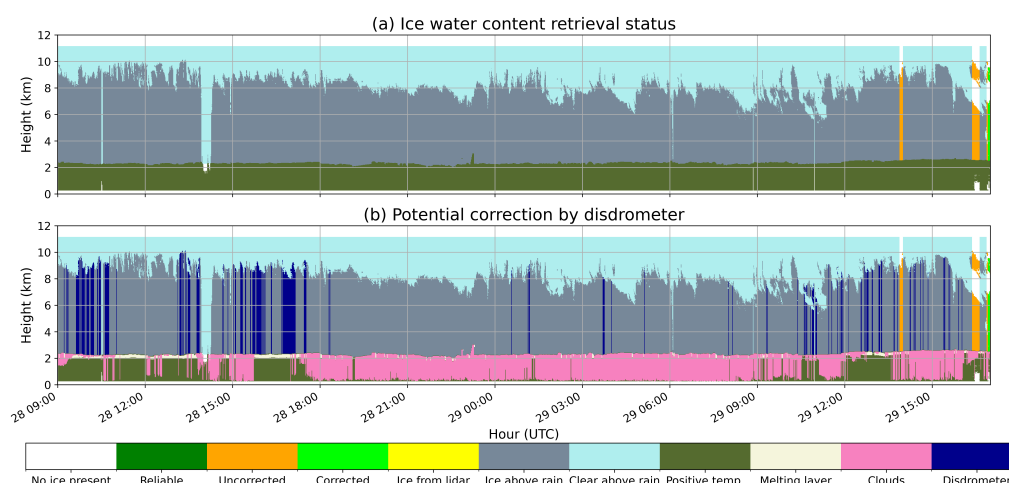 (a) Ice water content retrieval status
12
10
8
6
4
2
0
Height (km)
(b) Potential correction by disdrometer
12
10
8
6
4
2
0
Height (km)
28 09:00 28 12:00 28 15:00 28 18:00 28 21:00 29 00:00 29 03:00 29 06:00 29 09:00 29 12:00 29 15:00
Hour (UTC)
No ice present Reliable Uncorrected Corrected Ice from lidar Ice above rain Clear above rain Positive temp. Melting layer Clouds Disdrometer